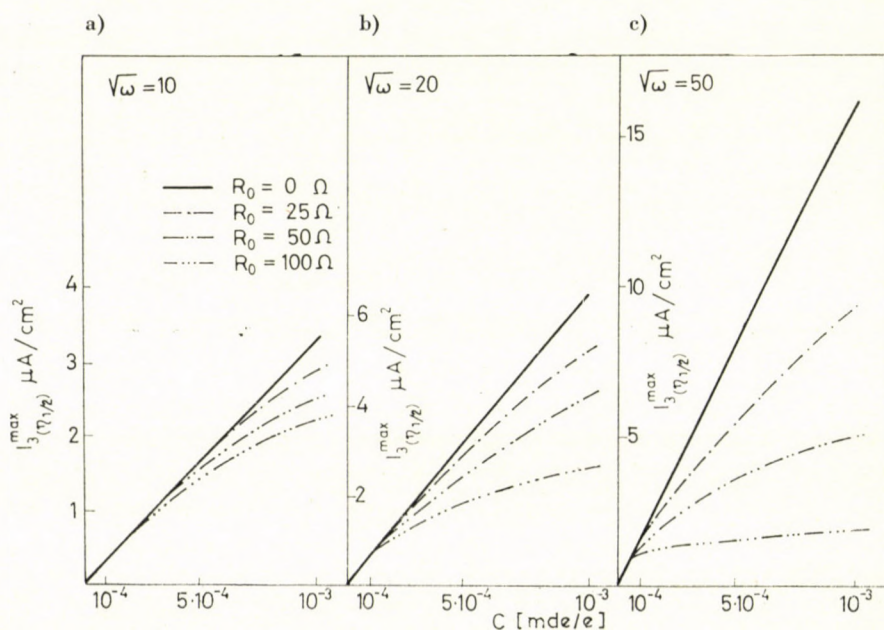 a)
b)
c)
√ω = 10
√ω = 20
√ω = 50
R₀ = 0 Ω
R₀ = 25 Ω
R₀ = 50 Ω
R₀ = 100 Ω
4
3
2
1
I₃^max (η1/2) μA/cm²
6
4
2
I₃^max (η1/2) μA/cm²
15
10
5
I₃^max (η1/2) μA/cm²
10⁻⁴ 5·10⁻⁴ 10⁻³
10⁻⁴ 5·10⁻⁴ 10⁻³
10⁻⁴ 5·10⁻⁴ 10⁻³
C [mde/e]